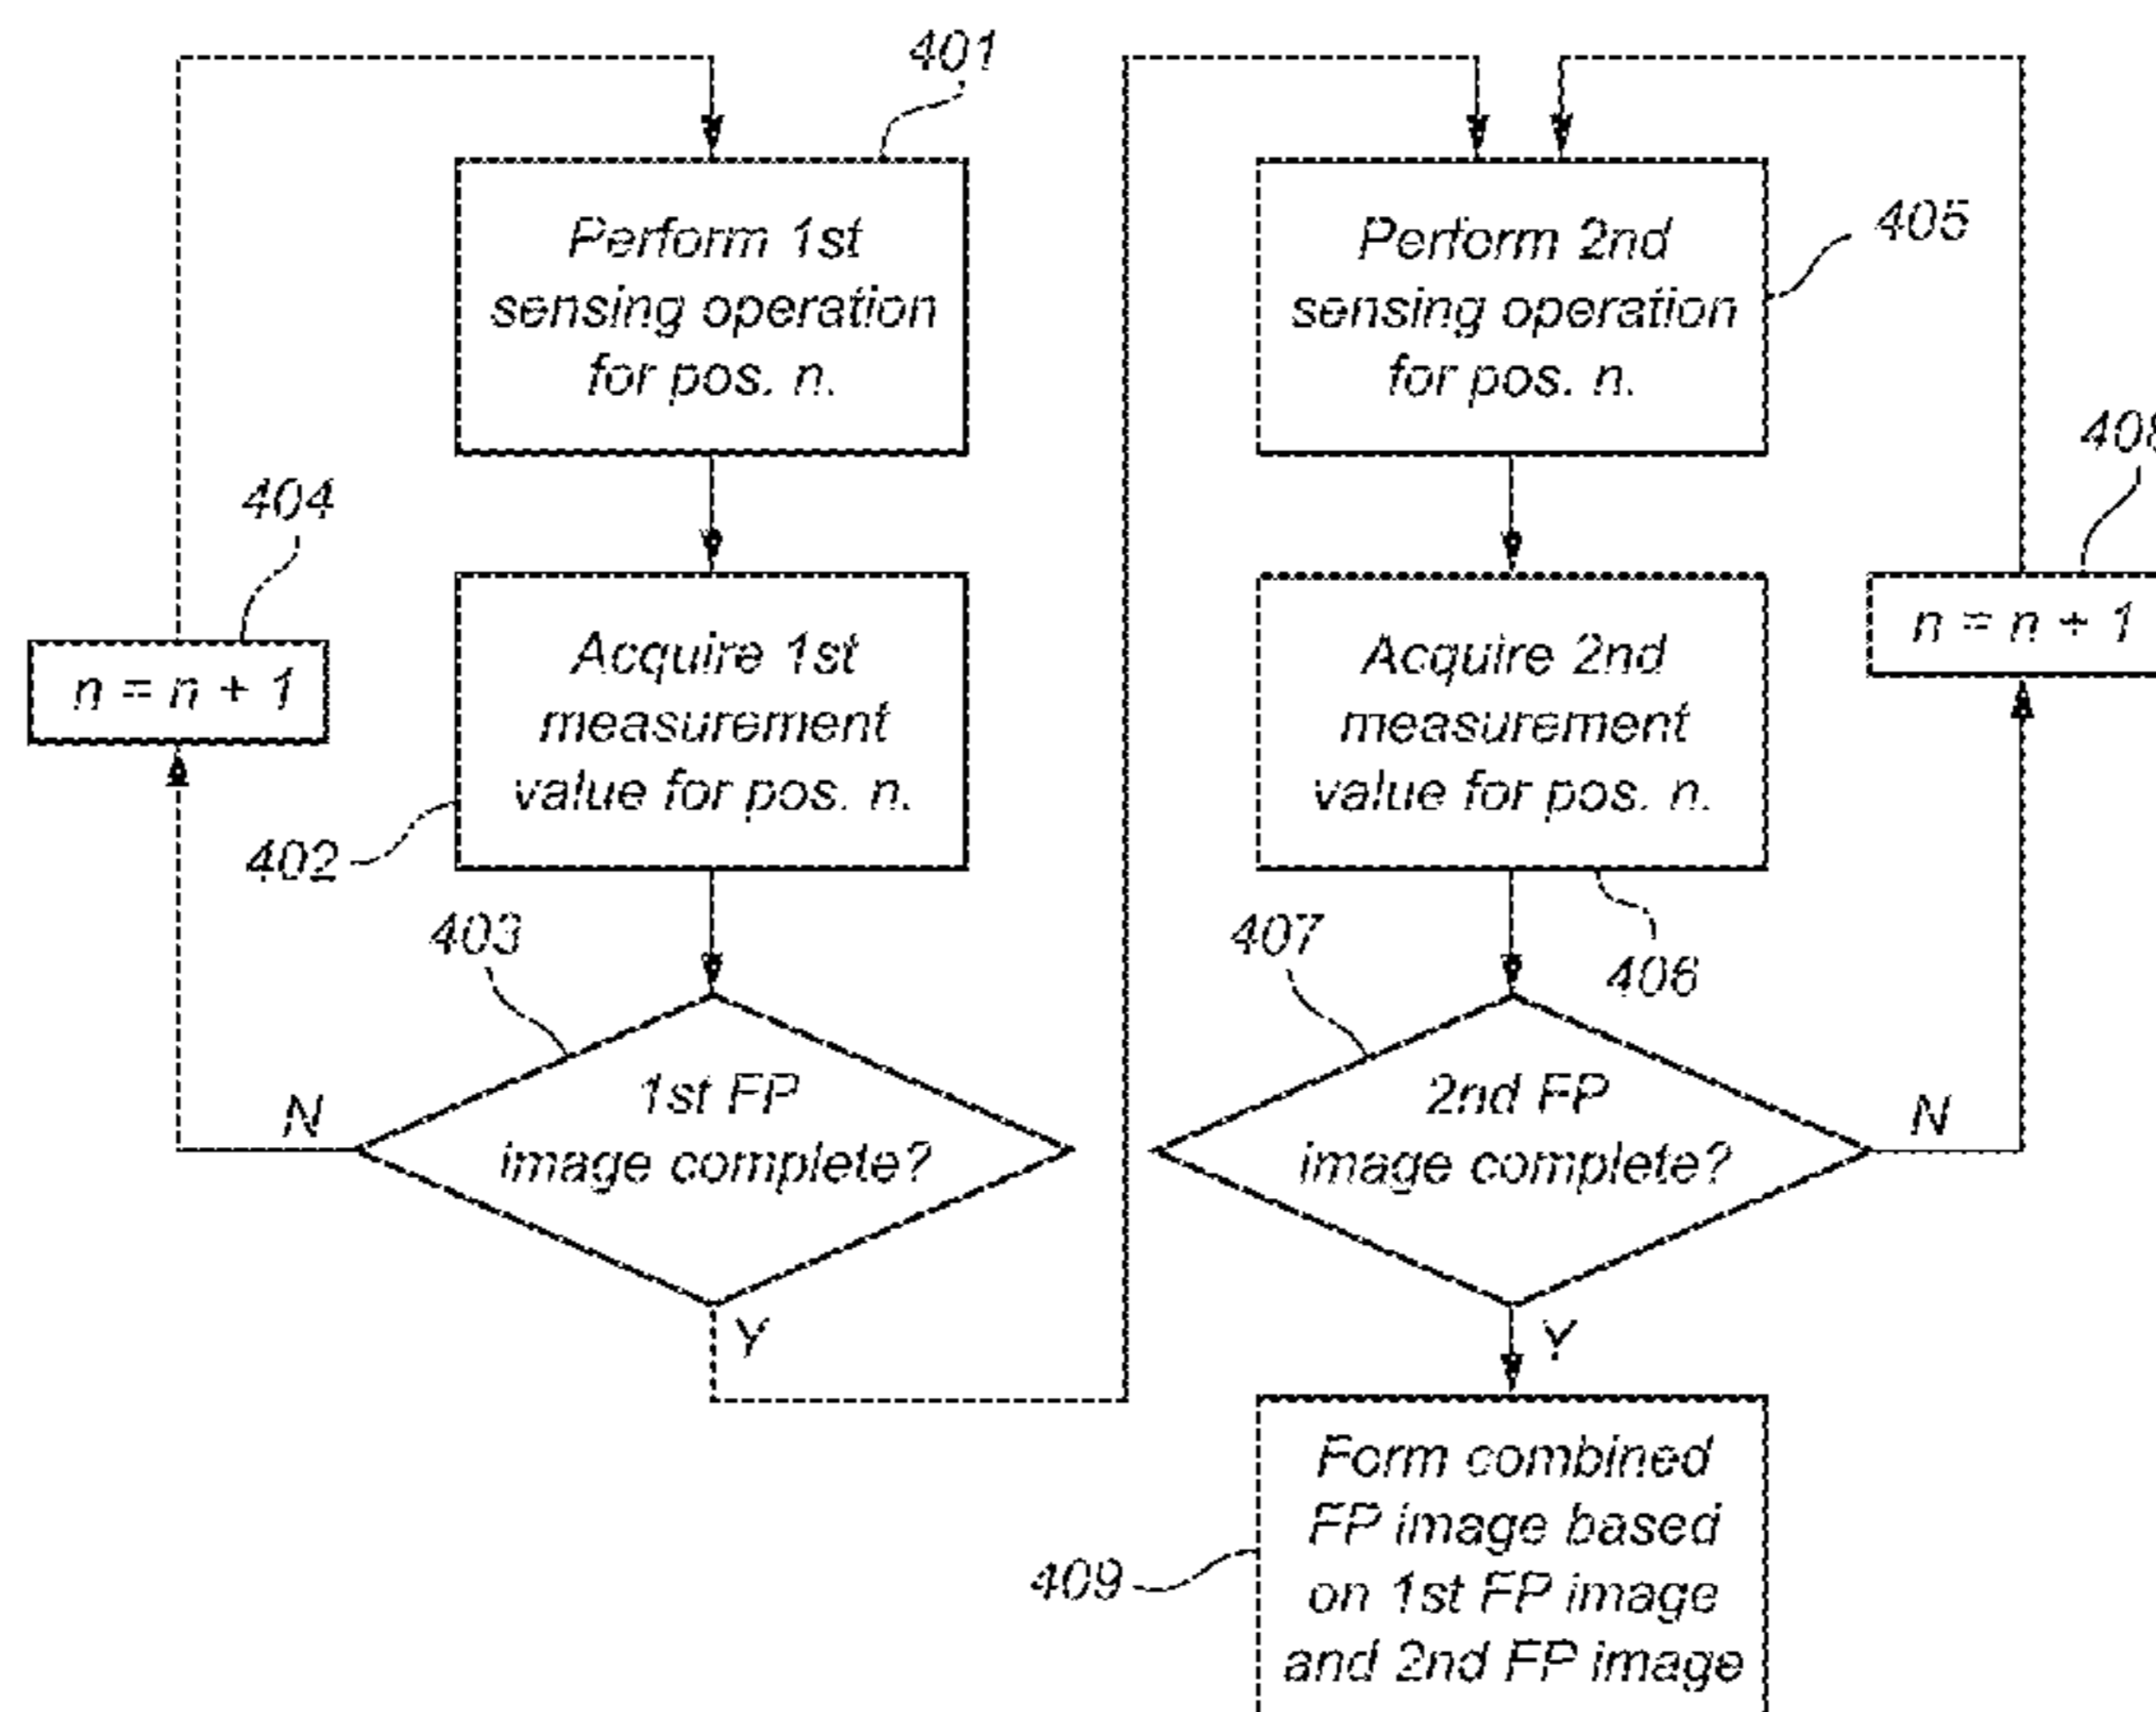 401
Perform 1st
sensing operation
for pos. n.
404
n = n + 1
Acquire 1st
measurement
value for pos. n.
402
403
1st FP
image complete?
N
Y
Perform 2nd
sensing operation
for pos. n.
405
408
n = n + 1
Acquire 2nd
measurement
value for pos. n.
406
407
2nd FP
image complete?
N
Y
Form combined
FP image based
on 1st FP image
and 2nd FP image
409